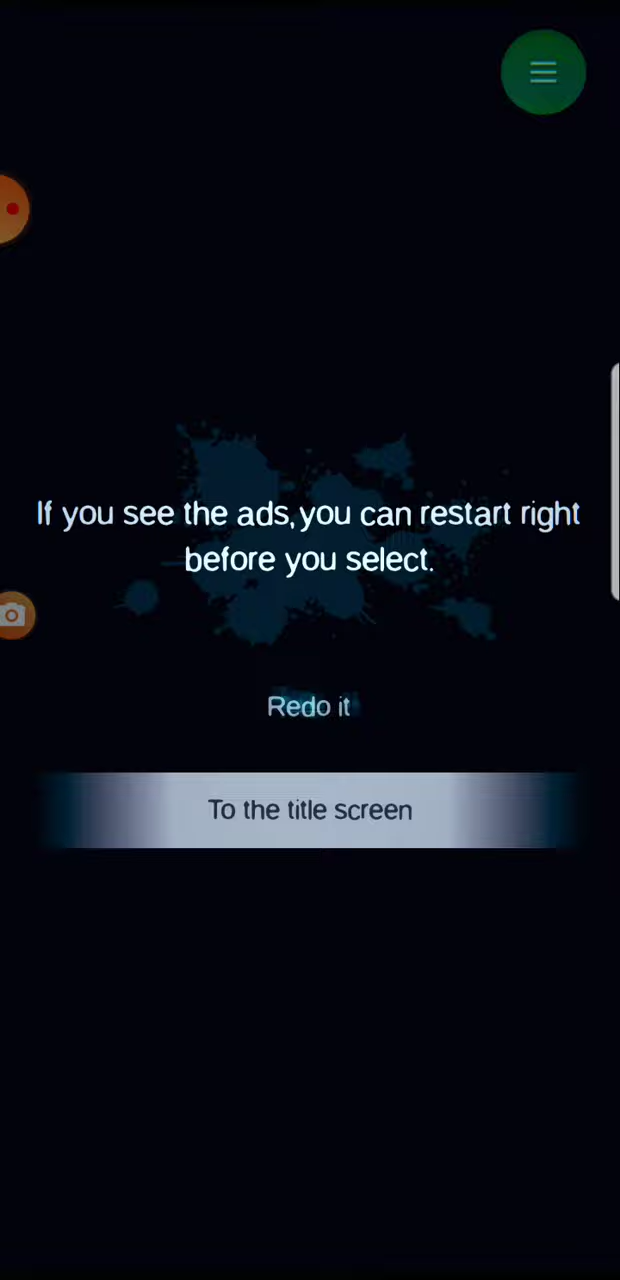 If you see the ads,you can restart right
before you select.
Redo it
To the title screen